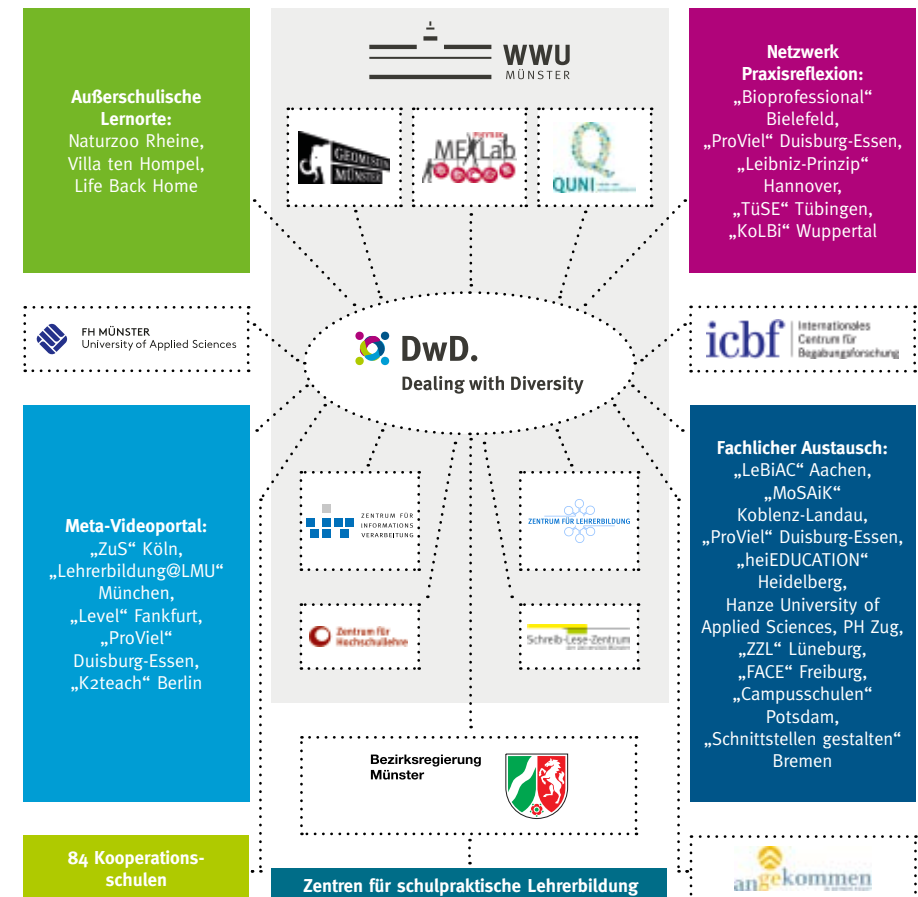 Außerschulische
Lernorte:
Naturzoo Rheine,
Villa ten Hompel,
Life Back Home
WWU
MÜNSTER
GEOMUSEUM
MÜNSTER
PHYSIK
MExLab
QUNI
Netzwerk
Praxisreflexion:
„Bioprofessional“
Bielefeld,
„ProViel“ Duisburg-Essen,
„Leibniz-Prinzip“
Hannover,
„TüSE“ Tübingen,
„KoLBi“ Wuppertal
FH MÜNSTER
University of Applied Sciences
DwD.
Dealing with Diversity
icbf
Internationales
Centrum für
Begabungsforschung
Meta-Videoportal:
„ZuS“ Köln,
„Lehrerbildung@LMU“
München,
„Level“ Fankfurt,
„ProViel“
Duisburg-Essen,
„K2teach“ Berlin
ZENTRUM FÜR
INFORMATIONS
VERARBEITUNG
ZENTRUM FÜR LEHRERBILDUNG
Zentrum für
Hochschullehre
Schreib-Lese-Zentrum
der Universität Münster
Fachlicher Austausch:
„LeBiAC“ Aachen,
„MoSAiK“
Koblenz-Landau,
„ProViel“ Duisburg-Essen,
„heiEDUCATION“
Heidelberg,
Hanze University of
Applied Sciences, PH Zug,
„ZZL“ Lüneburg,
„FACE“ Freiburg,
„Campusschulen“
Potsdam,
„Schnittstellen gestalten“
Bremen
Bezirksregierung
Münster
84 Kooperations-
schulen
Zentren für schulpraktische Lehrerbildung
angekommen